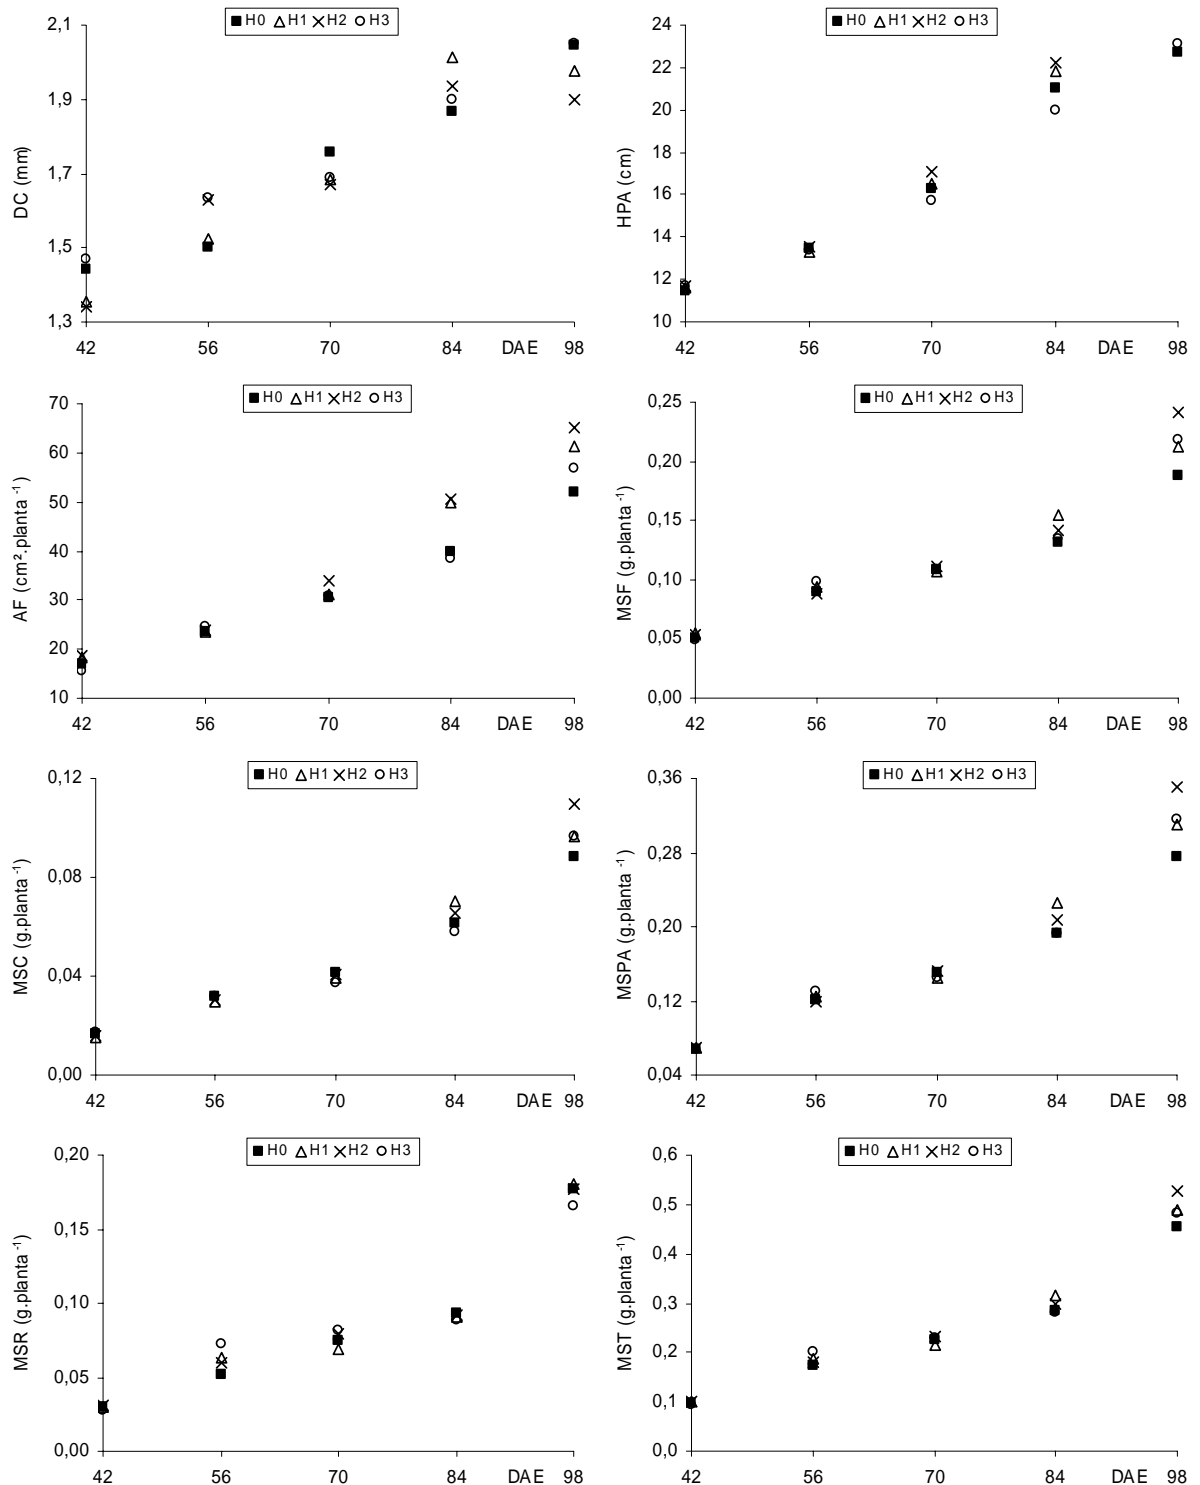 H0 H1 H2 H3
2,1
1,9
1,7
1,5
1,3
DC (mm)
42 56 70 84 DAE 98
H0 H1 H2 H3
24
22
20
18
16
14
12
10
HPA (cm)
42 56 70 84 DAE 98
H0 H1 H2 H3
70
60
50
40
30
20
10
AF (cm².planta⁻¹)
42 56 70 84 DAE 98
H0 H1 H2 H3
0,25
0,20
0,15
0,10
0,05
0,00
MSF (g.planta⁻¹)
42 56 70 84 DAE 98
H0 H1 H2 H3
0,12
0,08
0,04
0,00
MSC (g.planta⁻¹)
42 56 70 84 DAE 98
H0 H1 H2 H3
0,36
0,28
0,20
0,12
0,04
MSPA (g.planta⁻¹)
42 56 70 84 DAE 98
H0 H1 H2 H3
0,20
0,15
0,10
0,05
0,00
MSR (g.planta⁻¹)
42 56 70 84 DAE 98
H0 H1 H2 H3
0,6
0,5
0,4
0,3
0,2
0,1
0,0
MST (g.planta⁻¹)
42 56 70 84 DAE 98